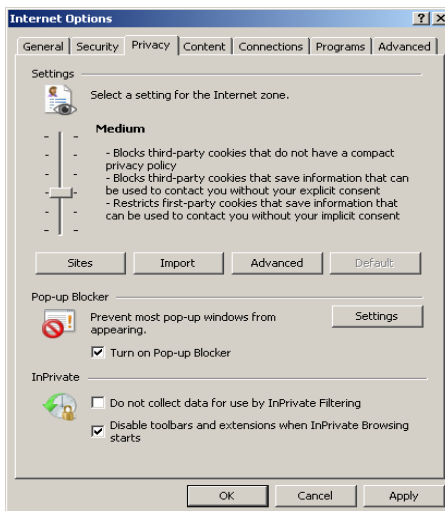 Internet Options
General Security Privacy Content Connections Programs Advanced
Settings
Select a setting for the Internet zone.
Medium
- Blocks third-party cookies that do not have a compact
privacy policy
- Blocks third-party cookies that save information that can
be used to contact you without your explicit consent
- Restricts first-party cookies that save information that
can be used to contact you without your implicit consent
Sites Import Advanced Default
Pop-up Blocker
Prevent most pop-up windows from
appearing.
Settings
Turn on Pop-up Blocker
InPrivate
Do not collect data for use by InPrivate Filtering
Disable toolbars and extensions when InPrivate Browsing
starts
OK Cancel Apply